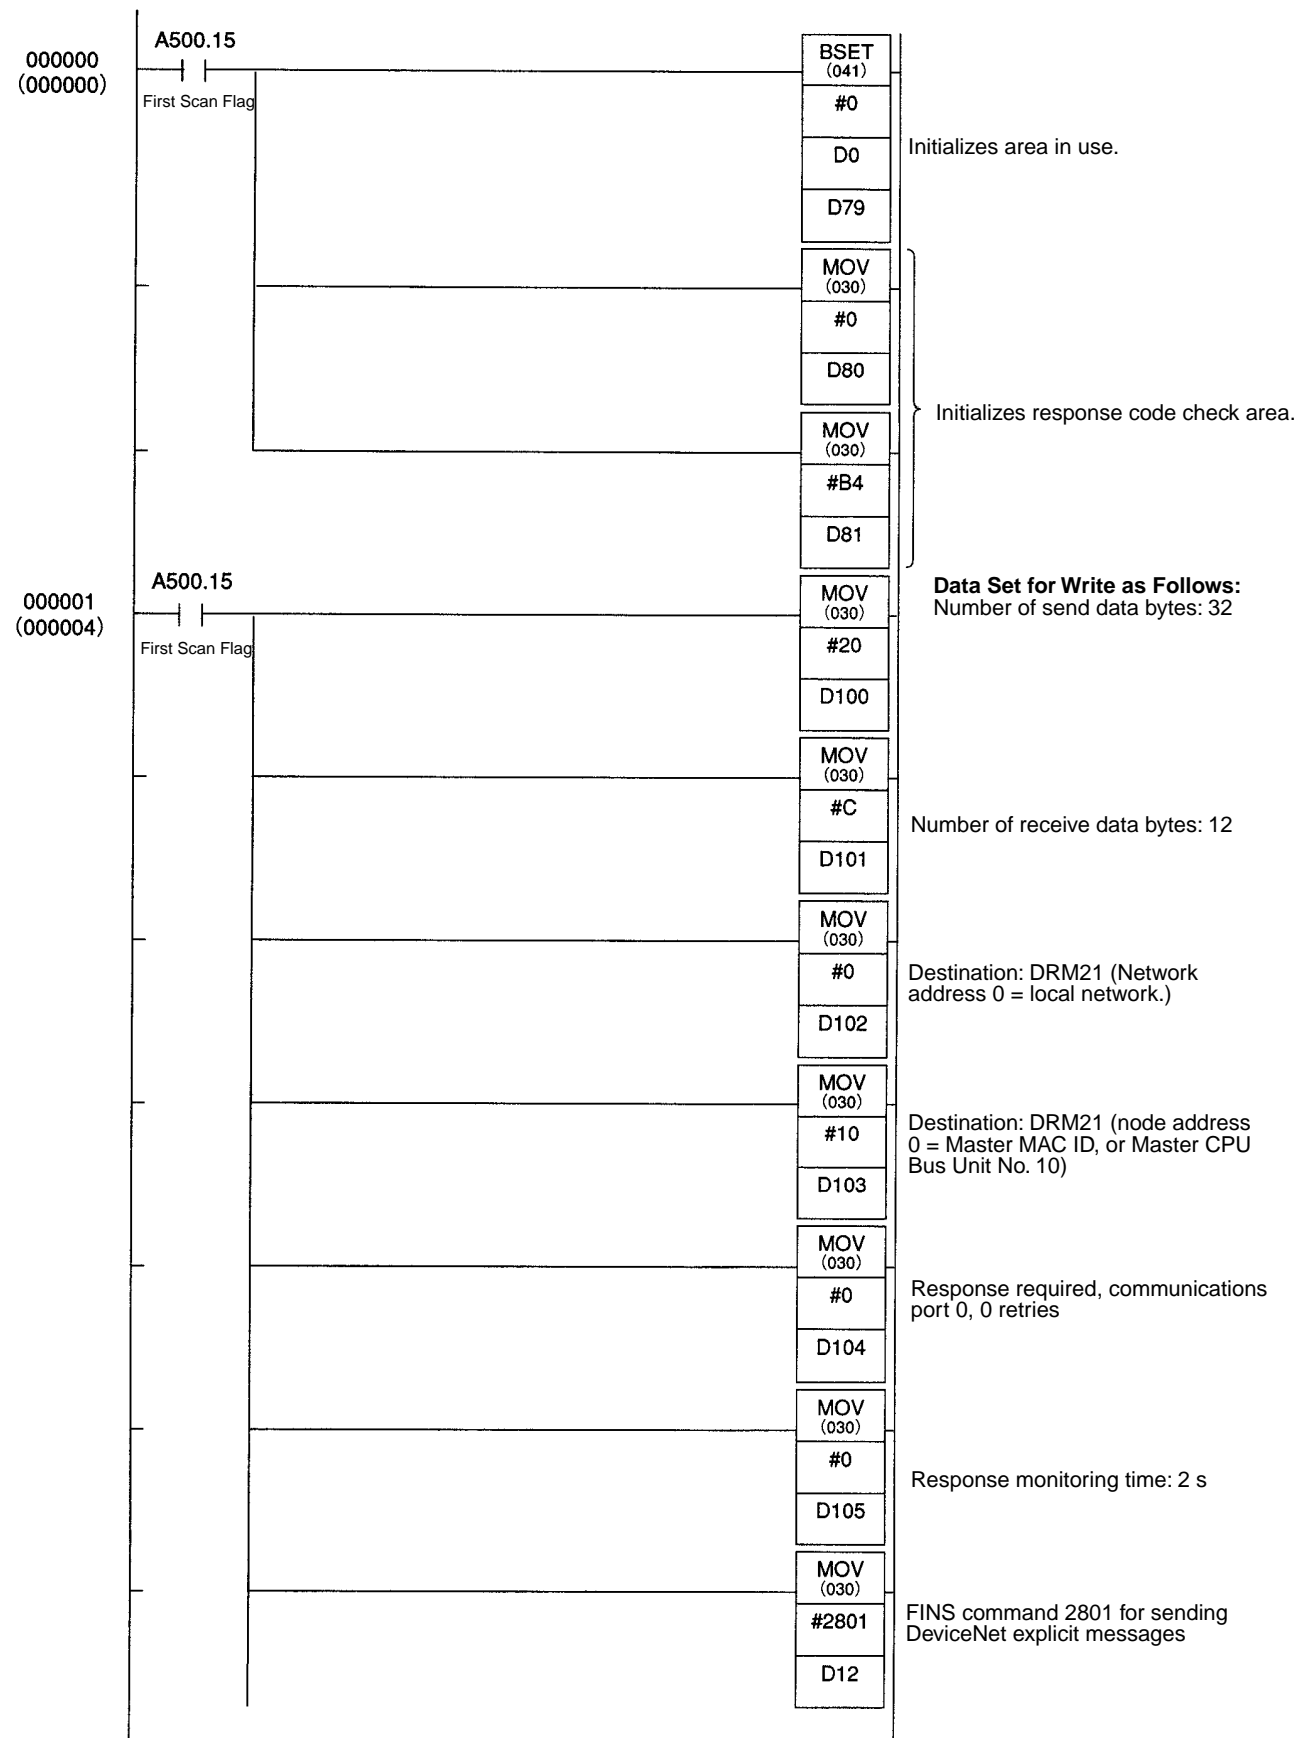 A500.15
000000
(000000)
First Scan Flag
BSET
(041)
#0
D0
D79
Initializes area in use.
MOV
(030)
#0
D80
MOV
(030)
#B4
D81
Initializes response code check area.
A500.15
000001
(000004)
First Scan Flag
MOV
(030)
#20
D100
Data Set for Write as Follows:
Number of send data bytes: 32
MOV
(030)
#C
D101
Number of receive data bytes: 12
MOV
(030)
#0
D102
Destination: DRM21 (Network
address 0 = local network.)
MOV
(030)
#10
D103
Destination: DRM21 (node address
0 = Master MAC ID, or Master CPU
Bus Unit No. 10)
MOV
(030)
#0
D104
Response required, communications
port 0, 0 retries
MOV
(030)
#0
D105
Response monitoring time: 2 s
MOV
(030)
#2801
D12
FINS command 2801 for sending
DeviceNet explicit messages